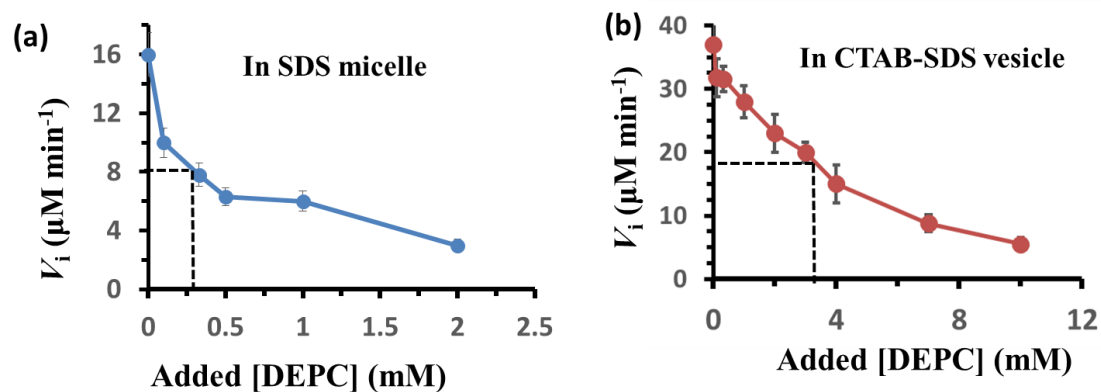 (a)
In SDS micelle
16
12
8
4
0
Vi (µM min-1)
0 0.5 1 1.5 2 2.5
Added [DEPC] (mM)
(b)
In CTAB-SDS vesicle
40
30
20
10
0
Vi (µM min-1)
0 4 8 12
Added [DEPC] (mM)